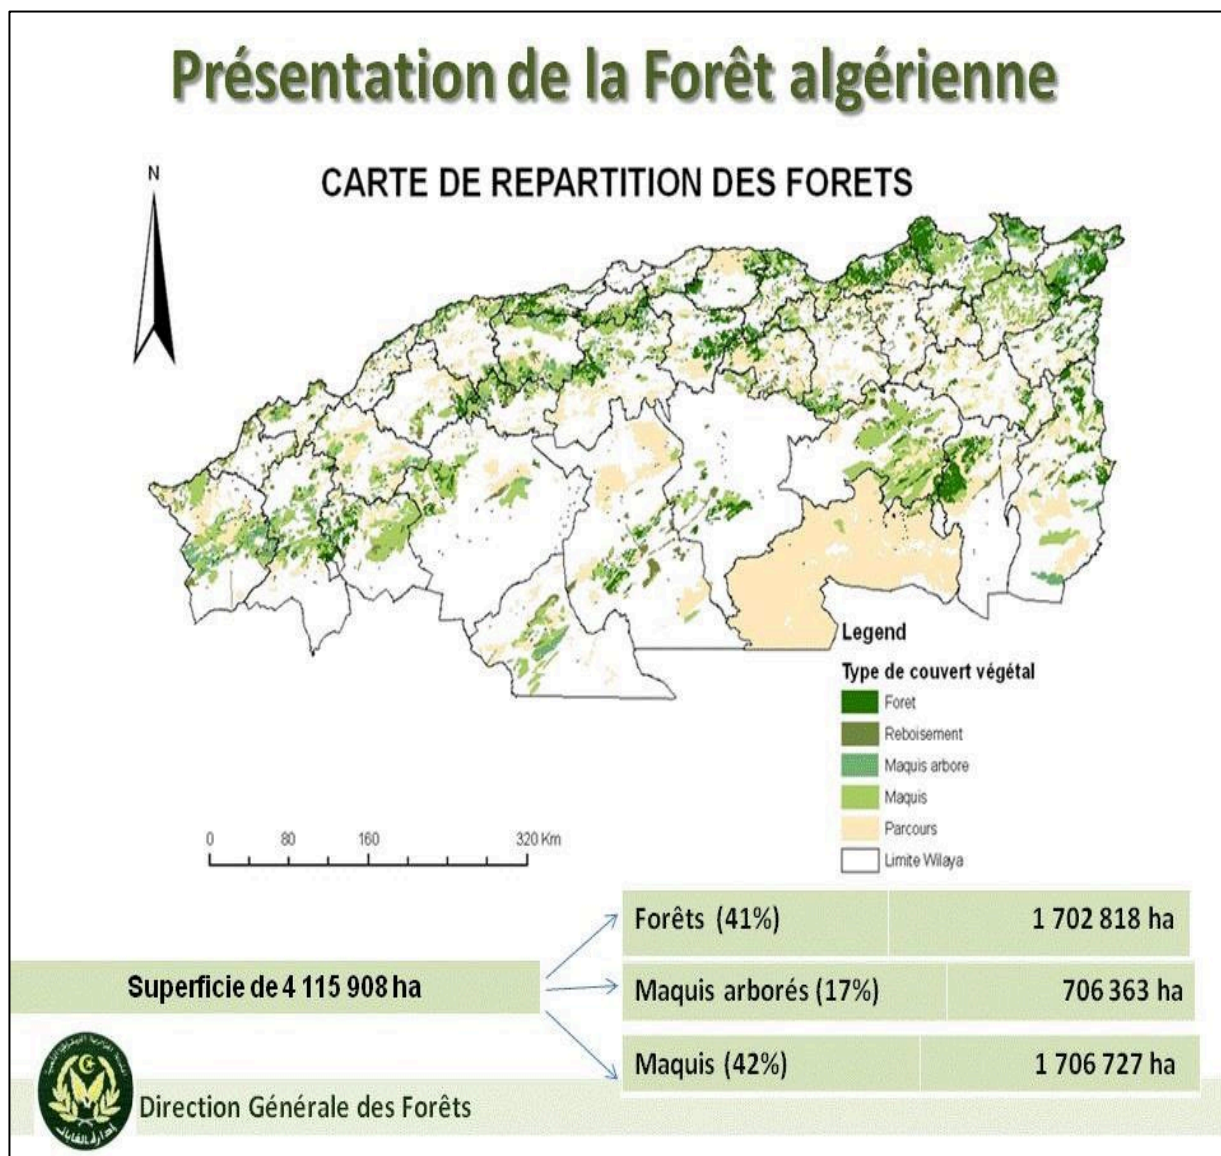 Présentation de la Forêt algérienne
N
CARTE DE REPARTITION DES FORETS
Legend
Type de couvert végétal
Foret
Reboisement
Maquis arbore
Maquis
Parcours
Limite Wilaya
0 80 160 320 Km
Superficie de 4 115 908 ha
Forêts (41%) 1 702 818 ha
Maquis arborés (17%) 706 363 ha
Maquis (42%) 1 706 727 ha
Direction Générale des Forêts